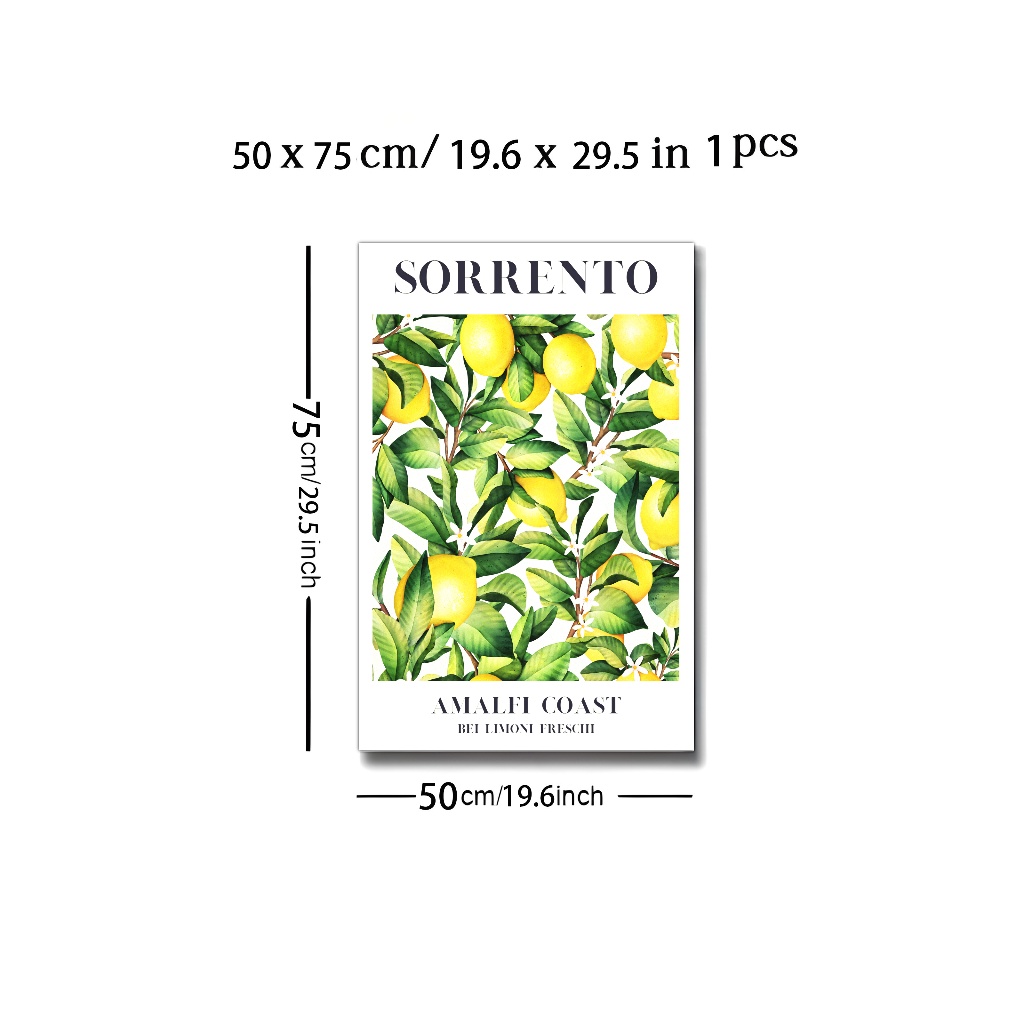 50 x 75 cm/ 19.6 x 29.5 in 1 pcs
SORRENTO
75cm/29.5inch
AMALFI COAST
BEI LIMONI FRESCHI
50cm/19.6inch